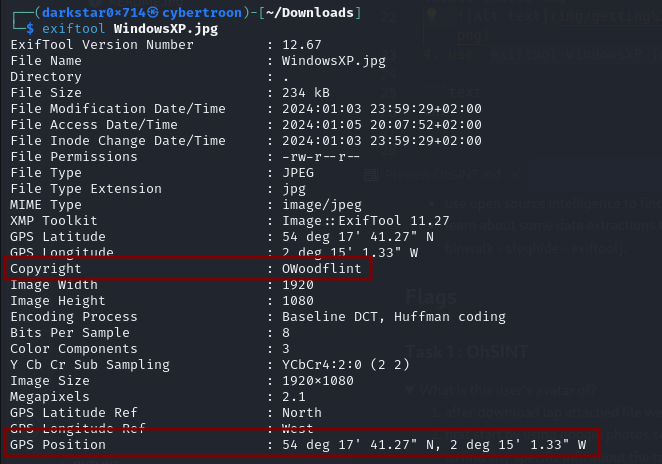 ┌──(darkstar0×714㉿cybertroon)-[~/Downloads]
└─$ exiftool WindowsXP.jpg
ExifTool Version Number : 12.67
File Name : WindowsXP.jpg
Directory : .
File Size : 234 kB
File Modification Date/Time : 2024:01:03 23:59:29+02:00
File Access Date/Time : 2024:01:05 20:07:52+02:00
File Inode Change Date/Time : 2024:01:03 23:59:29+02:00
File Permissions : -rw-r--r--
File Type : JPEG
File Type Extension : jpg
MIME Type : image/jpeg
XMP Toolkit : Image::ExifTool 11.27
GPS Latitude : 54 deg 17' 41.27" N
GPS Longitude : 2 deg 15' 1.33" W
Copyright : OWoodflint
Image Width : 1920
Image Height : 1080
Encoding Process : Baseline DCT, Huffman coding
Bits Per Sample : 8
Color Components : 3
Y Cb Cr Sub Sampling : YCbCr4:2:0 (2 2)
Image Size : 1920×1080
Megapixels : 2.1
GPS Latitude Ref : North
GPS Longitude Ref : West
GPS Position : 54 deg 17' 41.27" N, 2 deg 15' 1.33" W
Flags
Task 1 : OhSINT